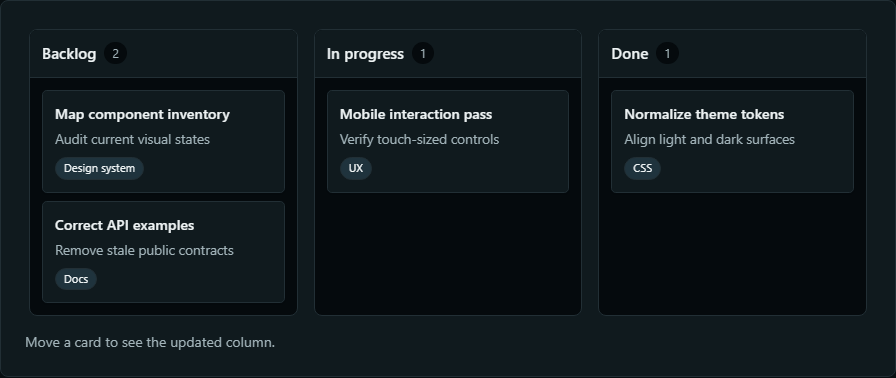 Backlog 2
Map component inventory
Audit current visual states
Design system
Correct API examples
Remove stale public contracts
Docs
In progress 1
Mobile interaction pass
Verify touch-sized controls
UX
Done 1
Normalize theme tokens
Align light and dark surfaces
CSS
Move a card to see the updated column.